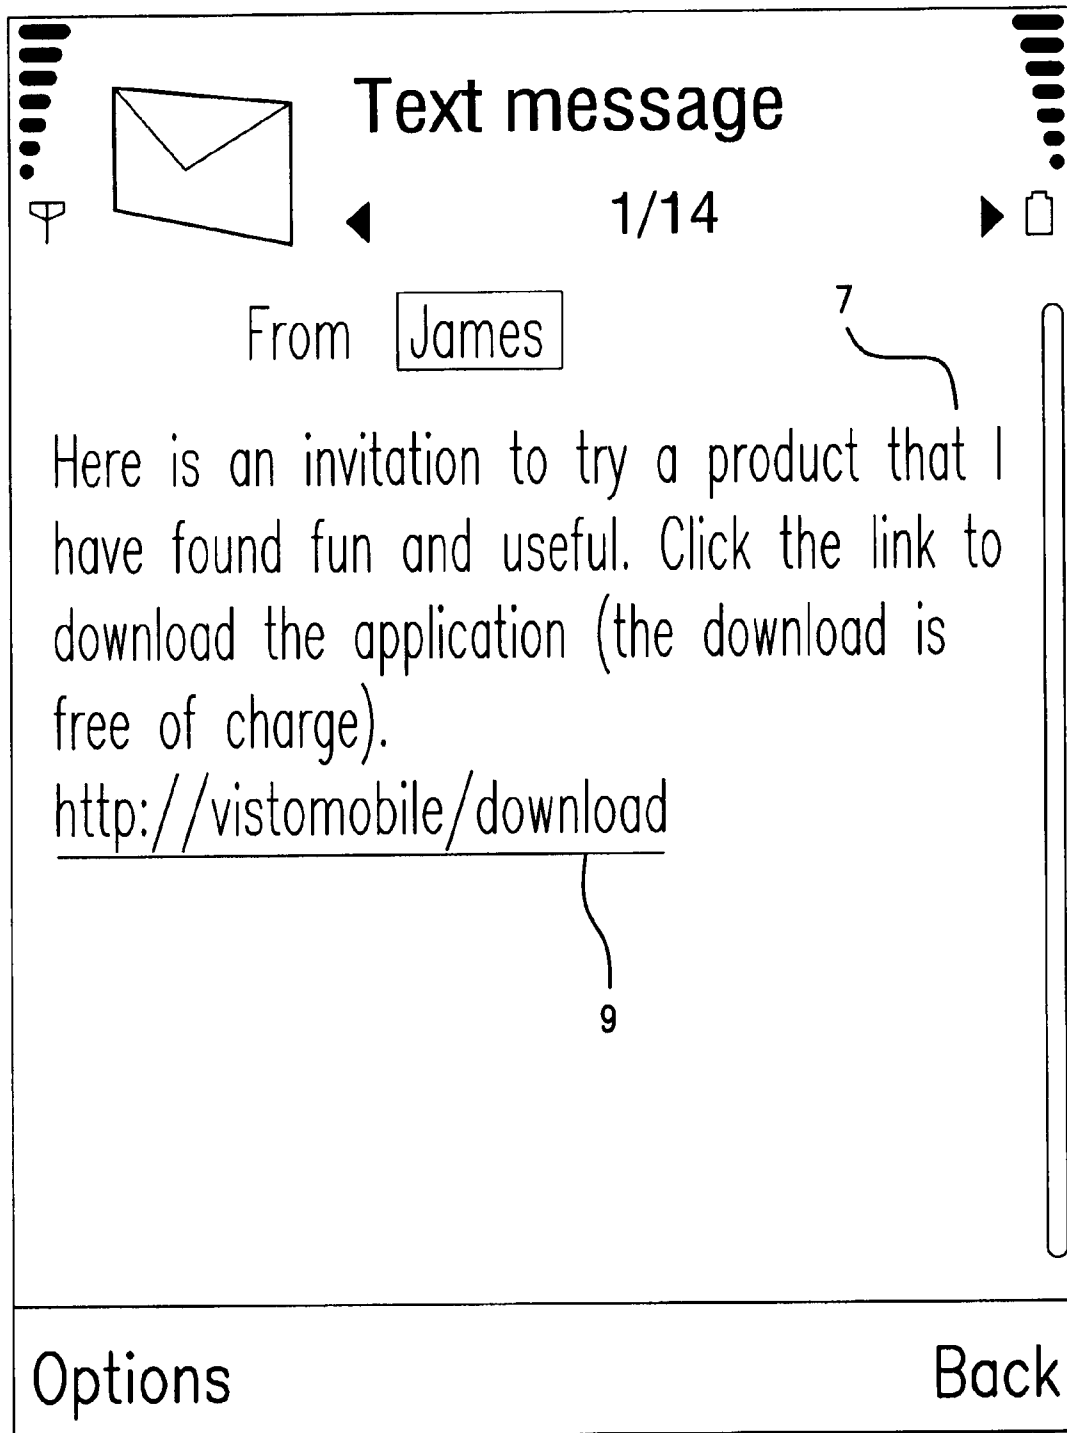 Text message
1/14
From James
7
Here is an invitation to try a product that I
have found fun and useful. Click the link to
download the application (the download is
free of charge).
http://vistomobile/download
9
Options Back